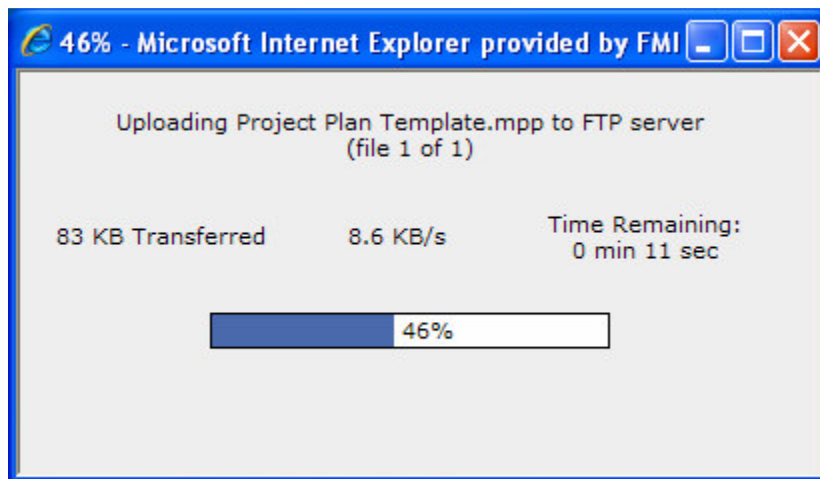 46% - Microsoft Internet Explorer provided by FMI
Uploading Project Plan Template.mpp to FTP server
(file 1 of 1)
83 KB Transferred
8.6 KB/s
Time Remaining:
0 min 11 sec
46%